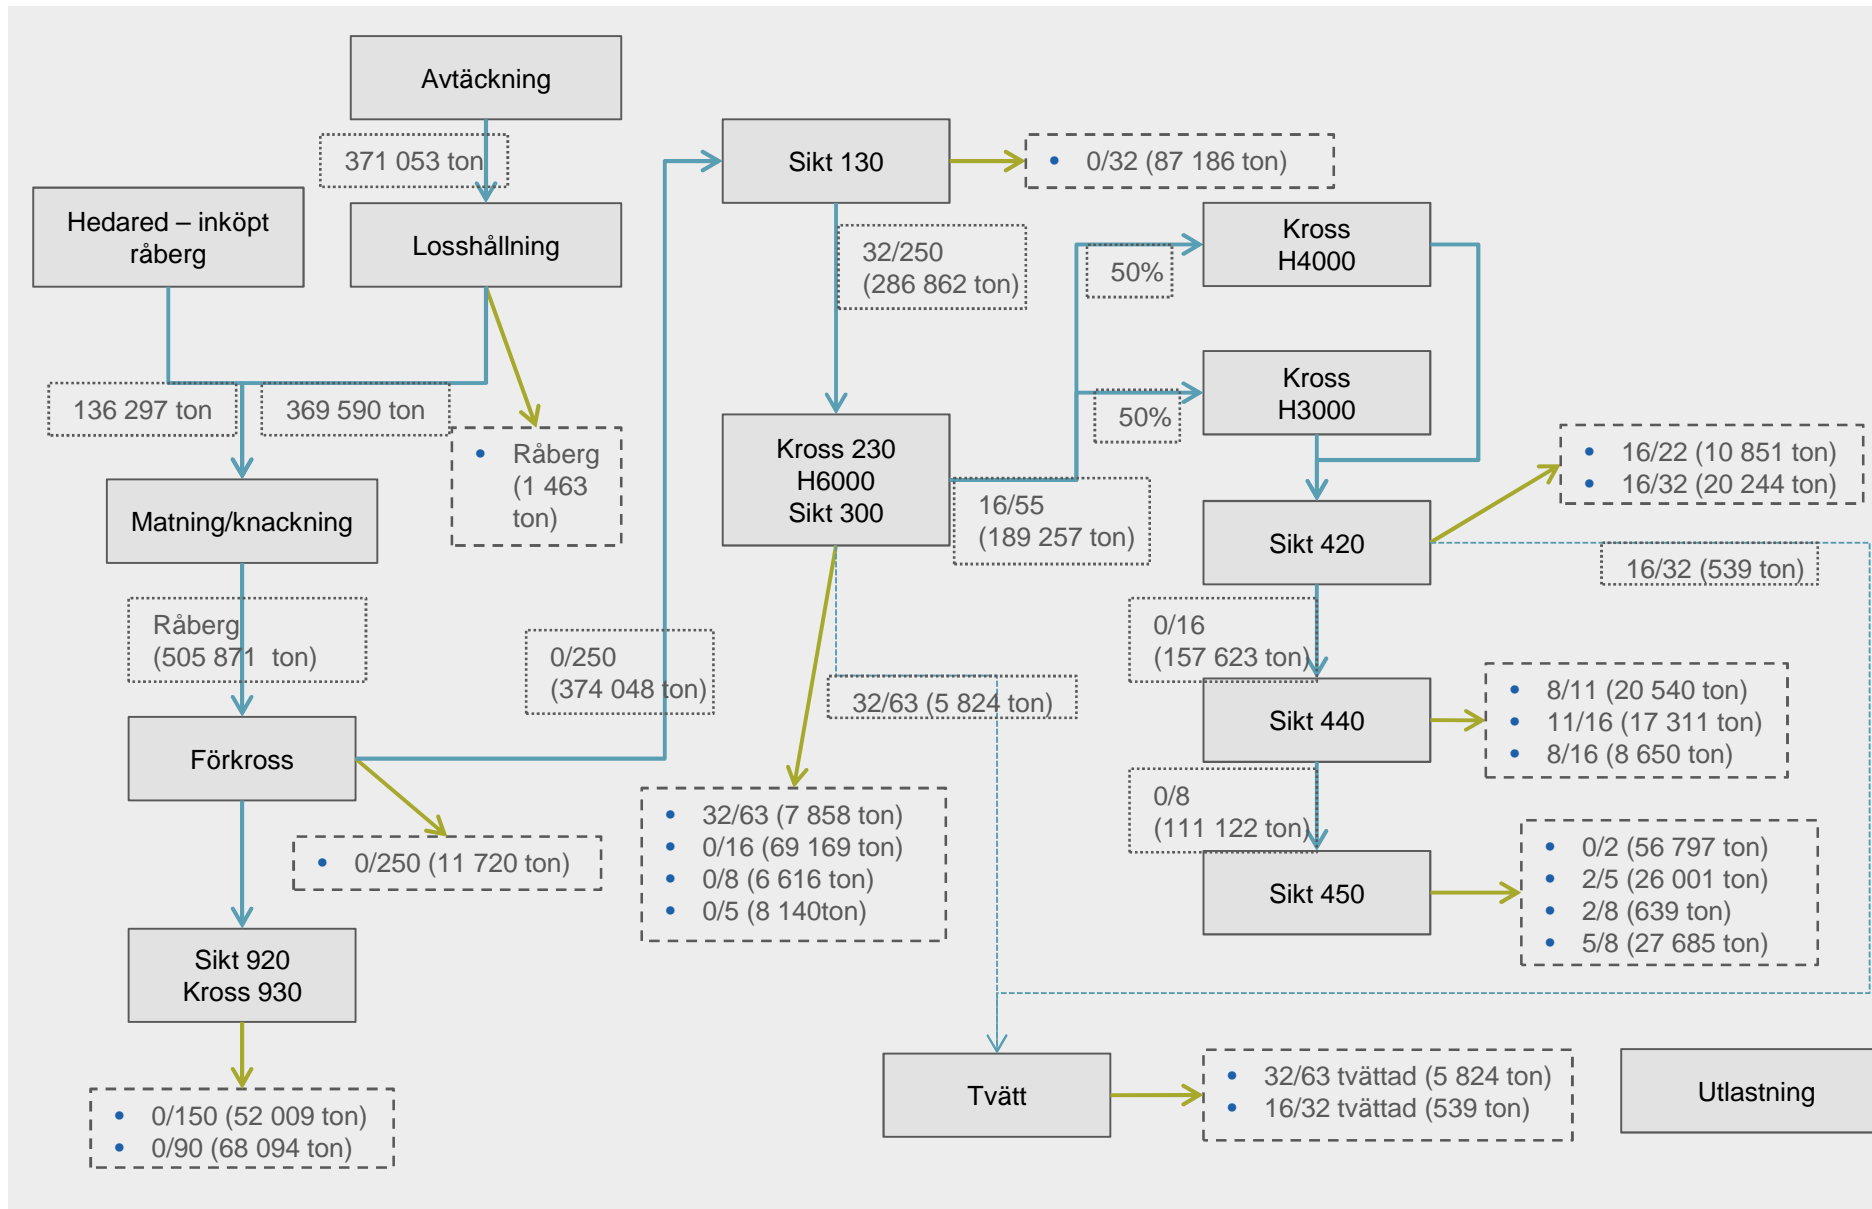 Avtäckning
371 053 ton
Hedared – inköpt
råberg
Losshållning
136 297 ton
369 590 ton
• Råberg
(1 463
ton)
Matning/knackning
Råberg
(505 871  ton)
Förkross
0/250
(374 048 ton)
• 0/250 (11 720 ton)
Sikt 920
Kross 930
• 0/150 (52 009 ton)
• 0/90 (68 094 ton)
Sikt 130
• 0/32 (87 186 ton)
32/250
(286 862 ton)
Kross 230
H6000
Sikt 300
16/55
(189 257 ton)
50%
50%
Kross
H4000
Kross
H3000
32/63 (5 824 ton)
• 32/63 (7 858 ton)
• 0/16 (69 169 ton)
• 0/8 (6 616 ton)
• 0/5 (8 140ton)
Sikt 420
• 16/22 (10 851 ton)
• 16/32 (20 244 ton)
16/32 (539 ton)
0/16
(157 623 ton)
Sikt 440
• 8/11 (20 540 ton)
• 11/16 (17 311 ton)
• 8/16 (8 650 ton)
0/8
(111 122 ton)
Sikt 450
• 0/2 (56 797 ton)
• 2/5 (26 001 ton)
• 2/8 (639 ton)
• 5/8 (27 685 ton)
Tvätt
• 32/63 tvättad (5 824 ton)
• 16/32 tvättad (539 ton)
Utlastning